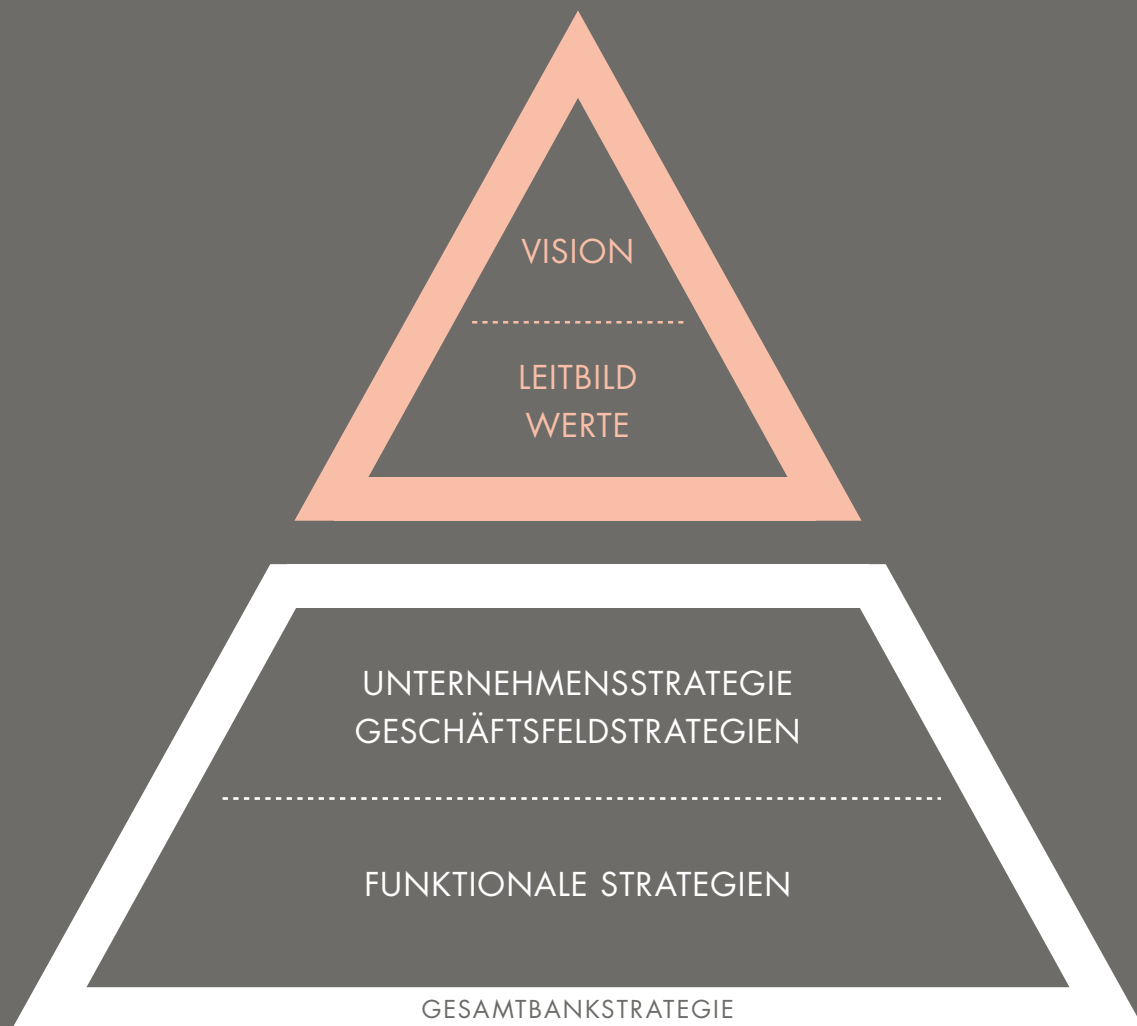 VISION
LEITBILD
WERTE
UNTERNEHMENSSTRATEGIE
GESCHÄFTSFELDSTRATEGIEN
FUNKTIONALE STRATEGIEN
GESAMTBANKSTRATEGIE